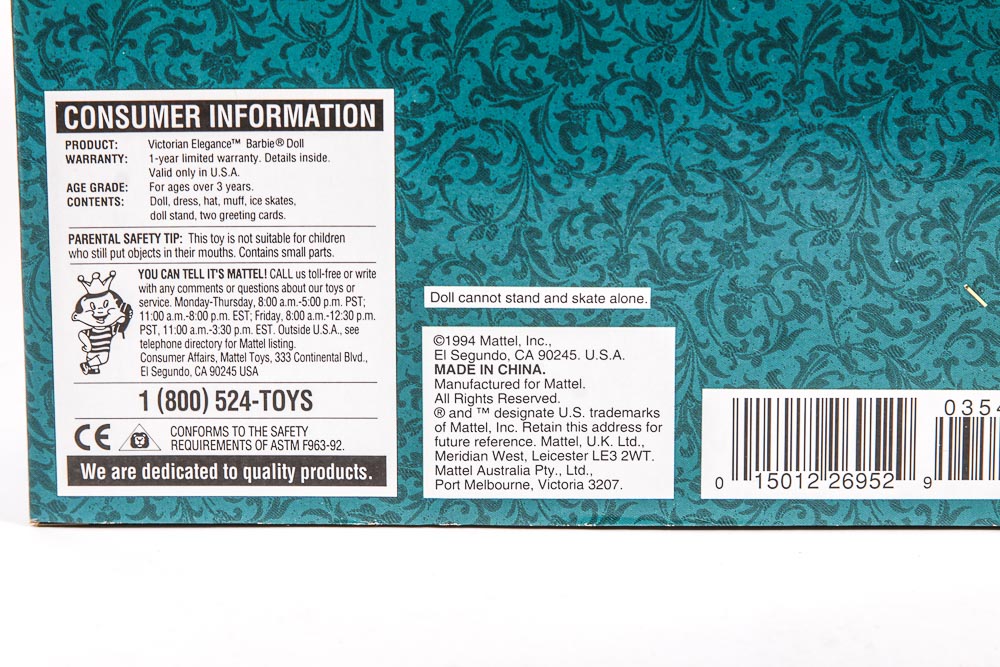 CONSUMER INFORMATION
PRODUCT: Victorian Elegance™ Barbie® Doll
WARRANTY: 1-year limited warranty. Details inside.
Valid only in U.S.A.
AGE GRADE: For ages over 3 years.
CONTENTS: Doll, dress, hat, muff, ice skates,
doll stand, two greeting cards.
PARENTAL SAFETY TIP: This toy is not suitable for children
who still put objects in their mouths. Contains small parts.
YOU CAN TELL IT'S MATTEL! CALL us toll-free or write
with any comments or questions about our toys or
service. Monday-Thursday, 8:00 a.m.-5:00 p.m. PST;
11:00 a.m.-8:00 p.m. EST; Friday, 8:00 a.m.-12:30 p.m.
PST, 11:00 a.m.-3:30 p.m. EST. Outside U.S.A., see
telephone directory for Mattel listing.
Consumer Affairs, Mattel Toys, 333 Continental Blvd.,
El Segundo, CA 90245 USA
1 (800) 524-TOYS
CE CONFORMS TO THE SAFETY
REQUIREMENTS OF ASTM F963-92.
We are dedicated to quality products.
Doll cannot stand and skate alone.
©1994 Mattel, Inc.,
El Segundo, CA 90245. U.S.A.
MADE IN CHINA.
Manufactured for Mattel.
All Rights Reserved.
® and ™ designate U.S. trademarks
of Mattel, Inc. Retain this address for
future reference. Mattel, U.K. Ltd.,
Meridian West, Leicester LE3 2WT.
Mattel Australia Pty., Ltd.,
Port Melbourne, Victoria 3207.
0354
0 15012 26952 9